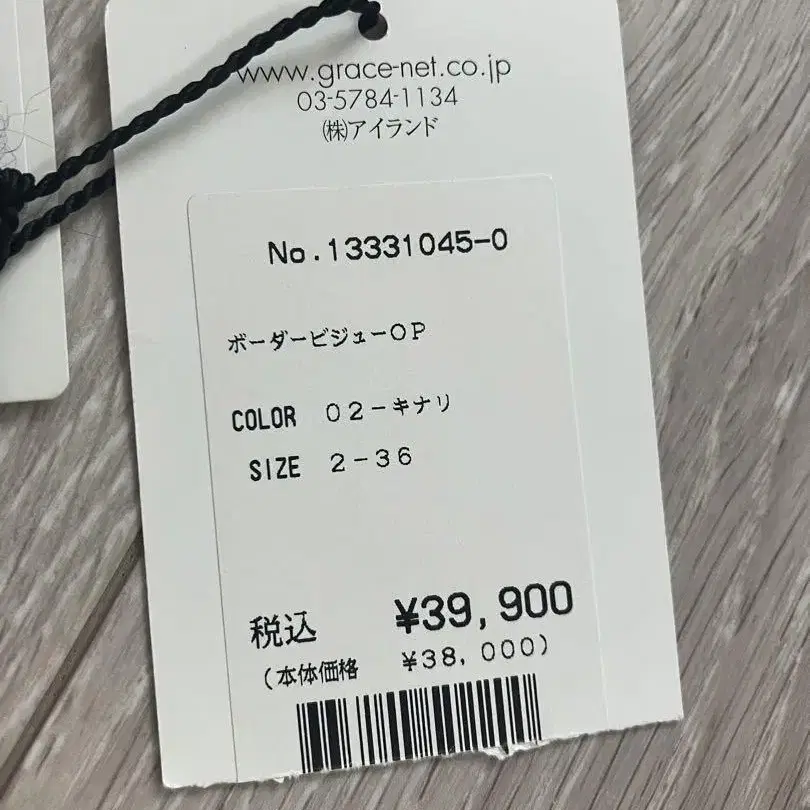 www.grace-net.co.jp
03-5784-1134
㈱アイランド
No.13331045-0
ボーダービジューOP
COLOR 02-キナリ
SIZE 2-36
税込 ¥39,900
(本体価格 ¥38,000)